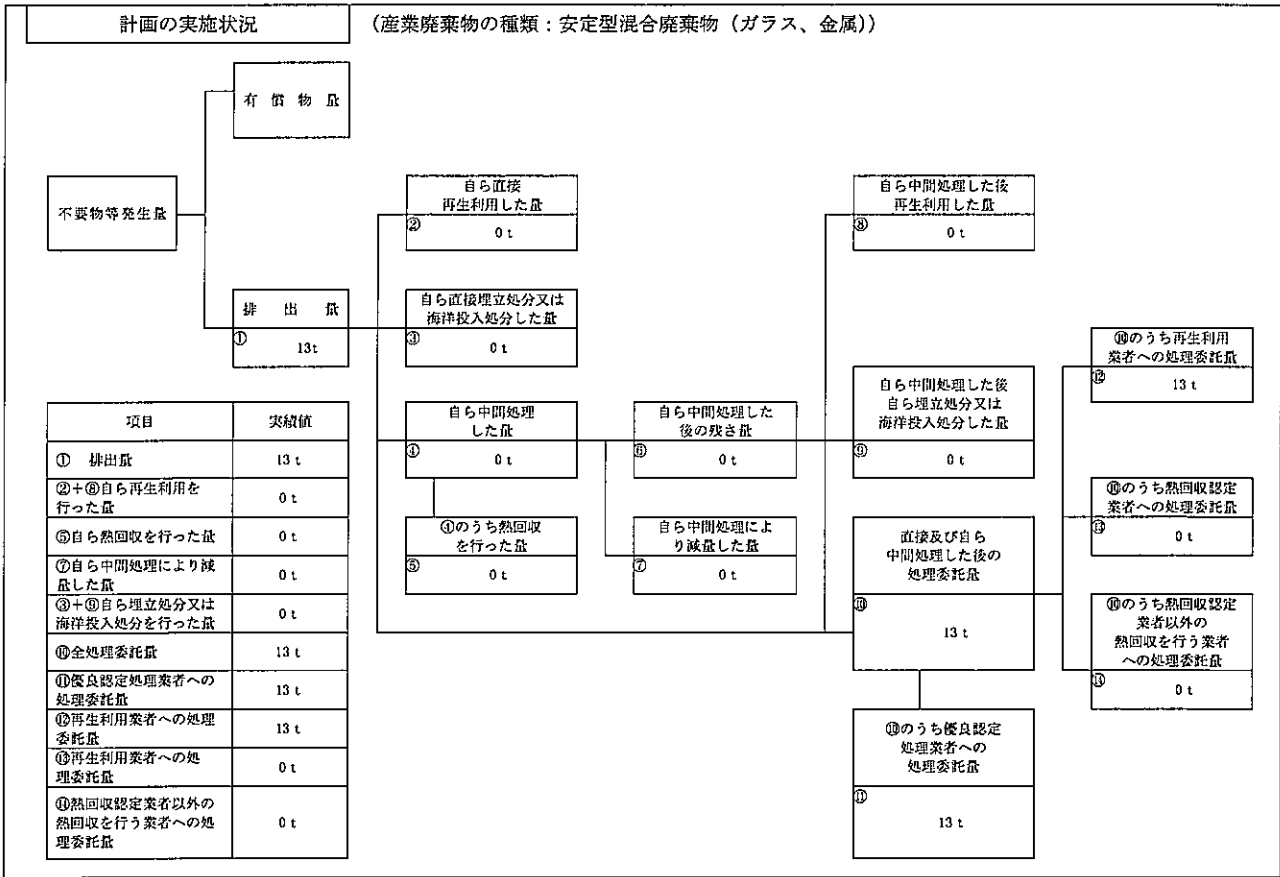 計画の実施状況
(産業廃棄物の種類:安定型混合廃棄物(ガラス、金属))
有償物量
不要物等発生量
排出量
①
13t
自ら直接
再生利用した量
②
0 t
自ら直接埋立処分又は
海洋投入処分した量
③
0 t
自ら中間処理
した量
④
0 t
④のうち熱回収
を行った量
⑤
0 t
自ら中間処理した
後の残さ量
⑥
0 t
自ら中間処理によ
り減量した量
⑦
0 t
自ら中間処理した後
再生利用した量
⑧
0 t
自ら中間処理した後
自ら埋立処分又は
海洋投入処分した量
⑨
0 t
直接及び自ら
中間処理した後の
処理委託量
⑩
13 t
⑩のうち優良認定
処理業者への
処理委託量
⑪
13 t
⑩のうち再生利用
業者への処理委託量
⑫
13 t
⑩のうち熱回収認定
業者への処理委託量
⑬
0 t
⑩のうち熱回収認定
業者以外の
熱回収を行う業者
への処理委託量
⑭
0 t
項目 実績値
① 排出量 13 t
②+⑧自ら再生利用を
行った量 0 t
⑤自ら熱回収を行った量 0 t
⑦自ら中間処理により減
量した量 0 t
③+⑨自ら埋立処分又は
海洋投入処分を行った量 0 t
⑩全処理委託量 13 t
⑪優良認定処理業者への
処理委託量 13 t
⑫再生利用業者への処理
委託量 13 t
⑬再生利用業者への処
理委託量 0 t
⑭熱回収認定業者以外の
熱回収を行う業者への処
理委託量 0 t